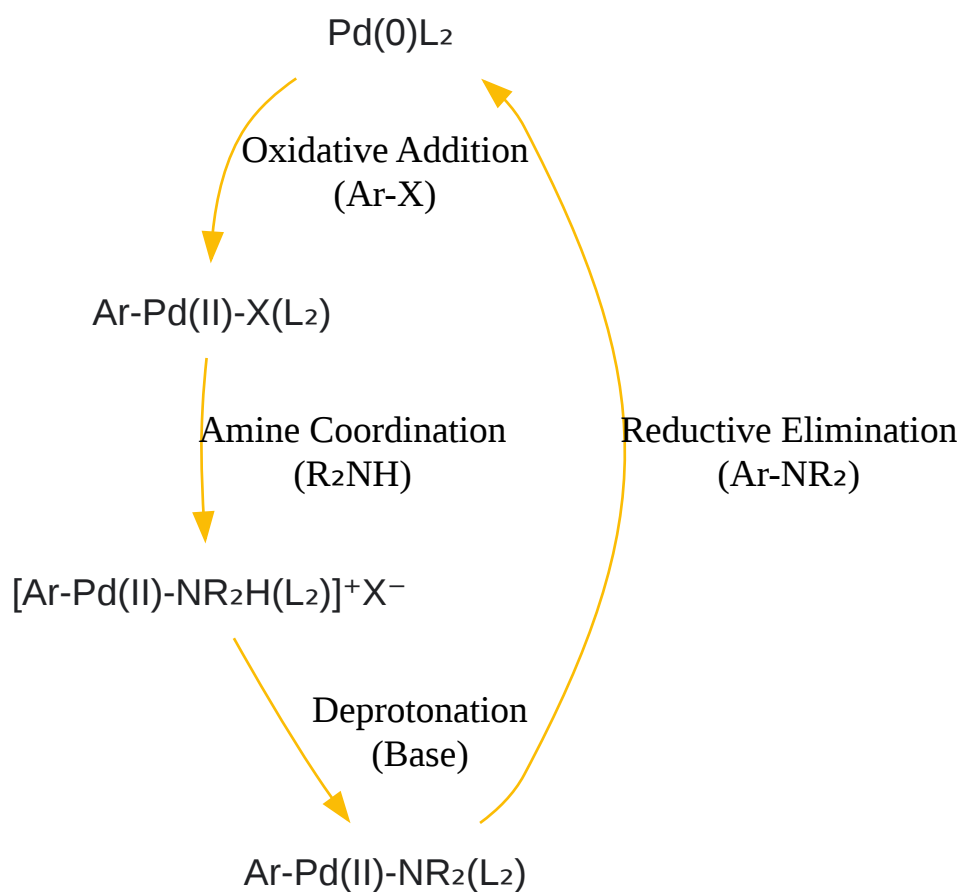 Pd(0)L₂
Oxidative Addition
(Ar-X)
Ar-Pd(II)-X(L₂)
Amine Coordination
(R₂NH)
Reductive Elimination
(Ar-NR₂)
[Ar-Pd(II)-NR₂H(L₂)]⁺X⁻
Deprotonation
(Base)
Ar-Pd(II)-NR₂(L₂)